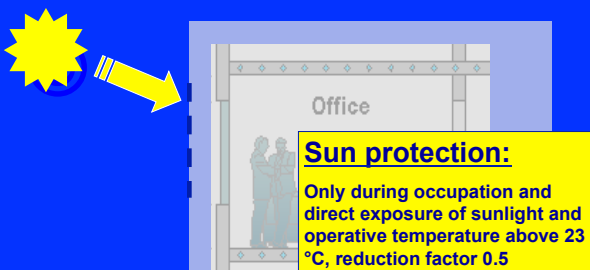 Office
Sun protection:
Only during occupation and
direct exposure of sunlight and
operative temperature above 23
°C, reduction factor 0.5